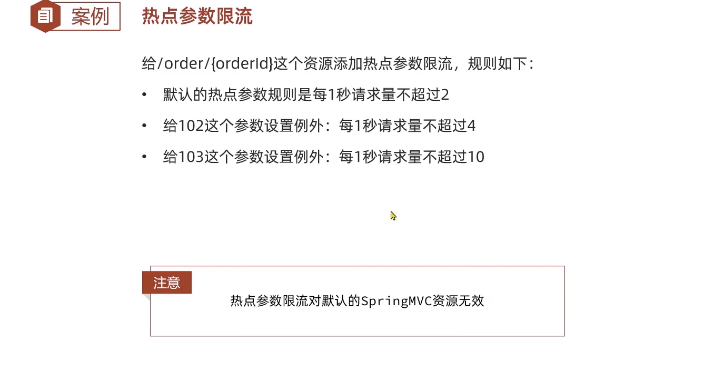 案例 热点参数限流
给/order/{orderId}这个资源添加热点参数限流，规则如下：
• 默认的热点参数规则是每1秒请求量不超过2
• 给102这个参数设置例外：每1秒请求量不超过4
• 给103这个参数设置例外：每1秒请求量不超过10
注意
热点参数限流对默认的SpringMVC资源无效